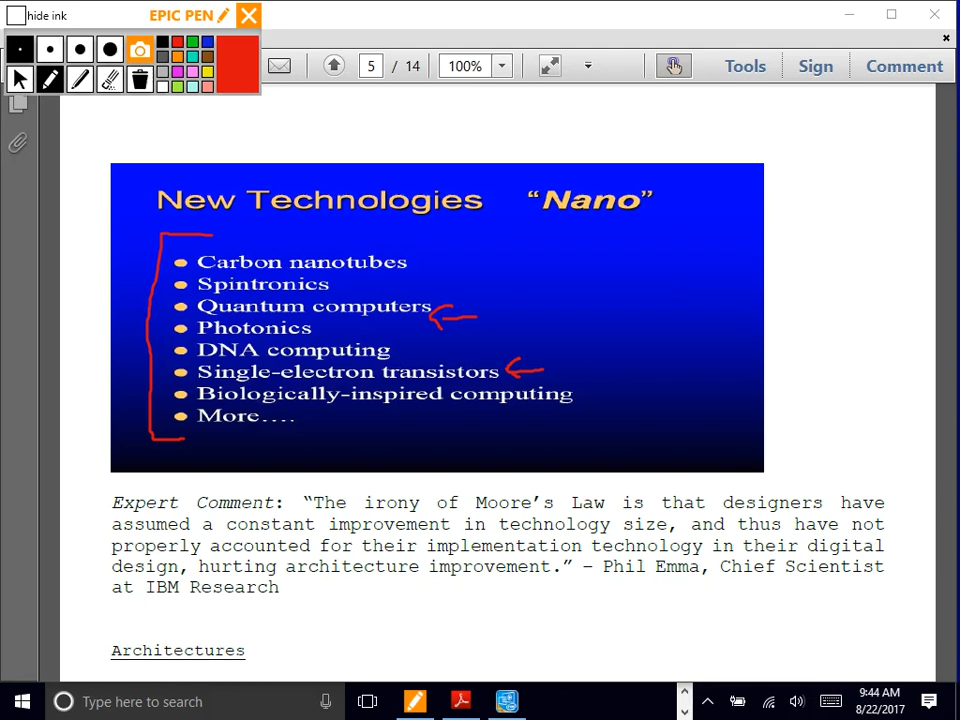 hide ink EPIC PEN
5 / 14 100% Tools Sign Comment
New Technologies “Nano”
Carbon nanotubes
Spintronics
Quantum computers
Photonics
DNA computing
Single-electron transistors
Biologically-inspired computing
More....
Expert Comment: “The irony of Moore’s Law is that designers have
assumed a constant improvement in technology size, and thus have not
properly accounted for their implementation technology in their digital
design, hurting architecture improvement.” – Phil Emma, Chief Scientist
at IBM Research
Architectures
Type here to search
9:44 AM
8/22/2017